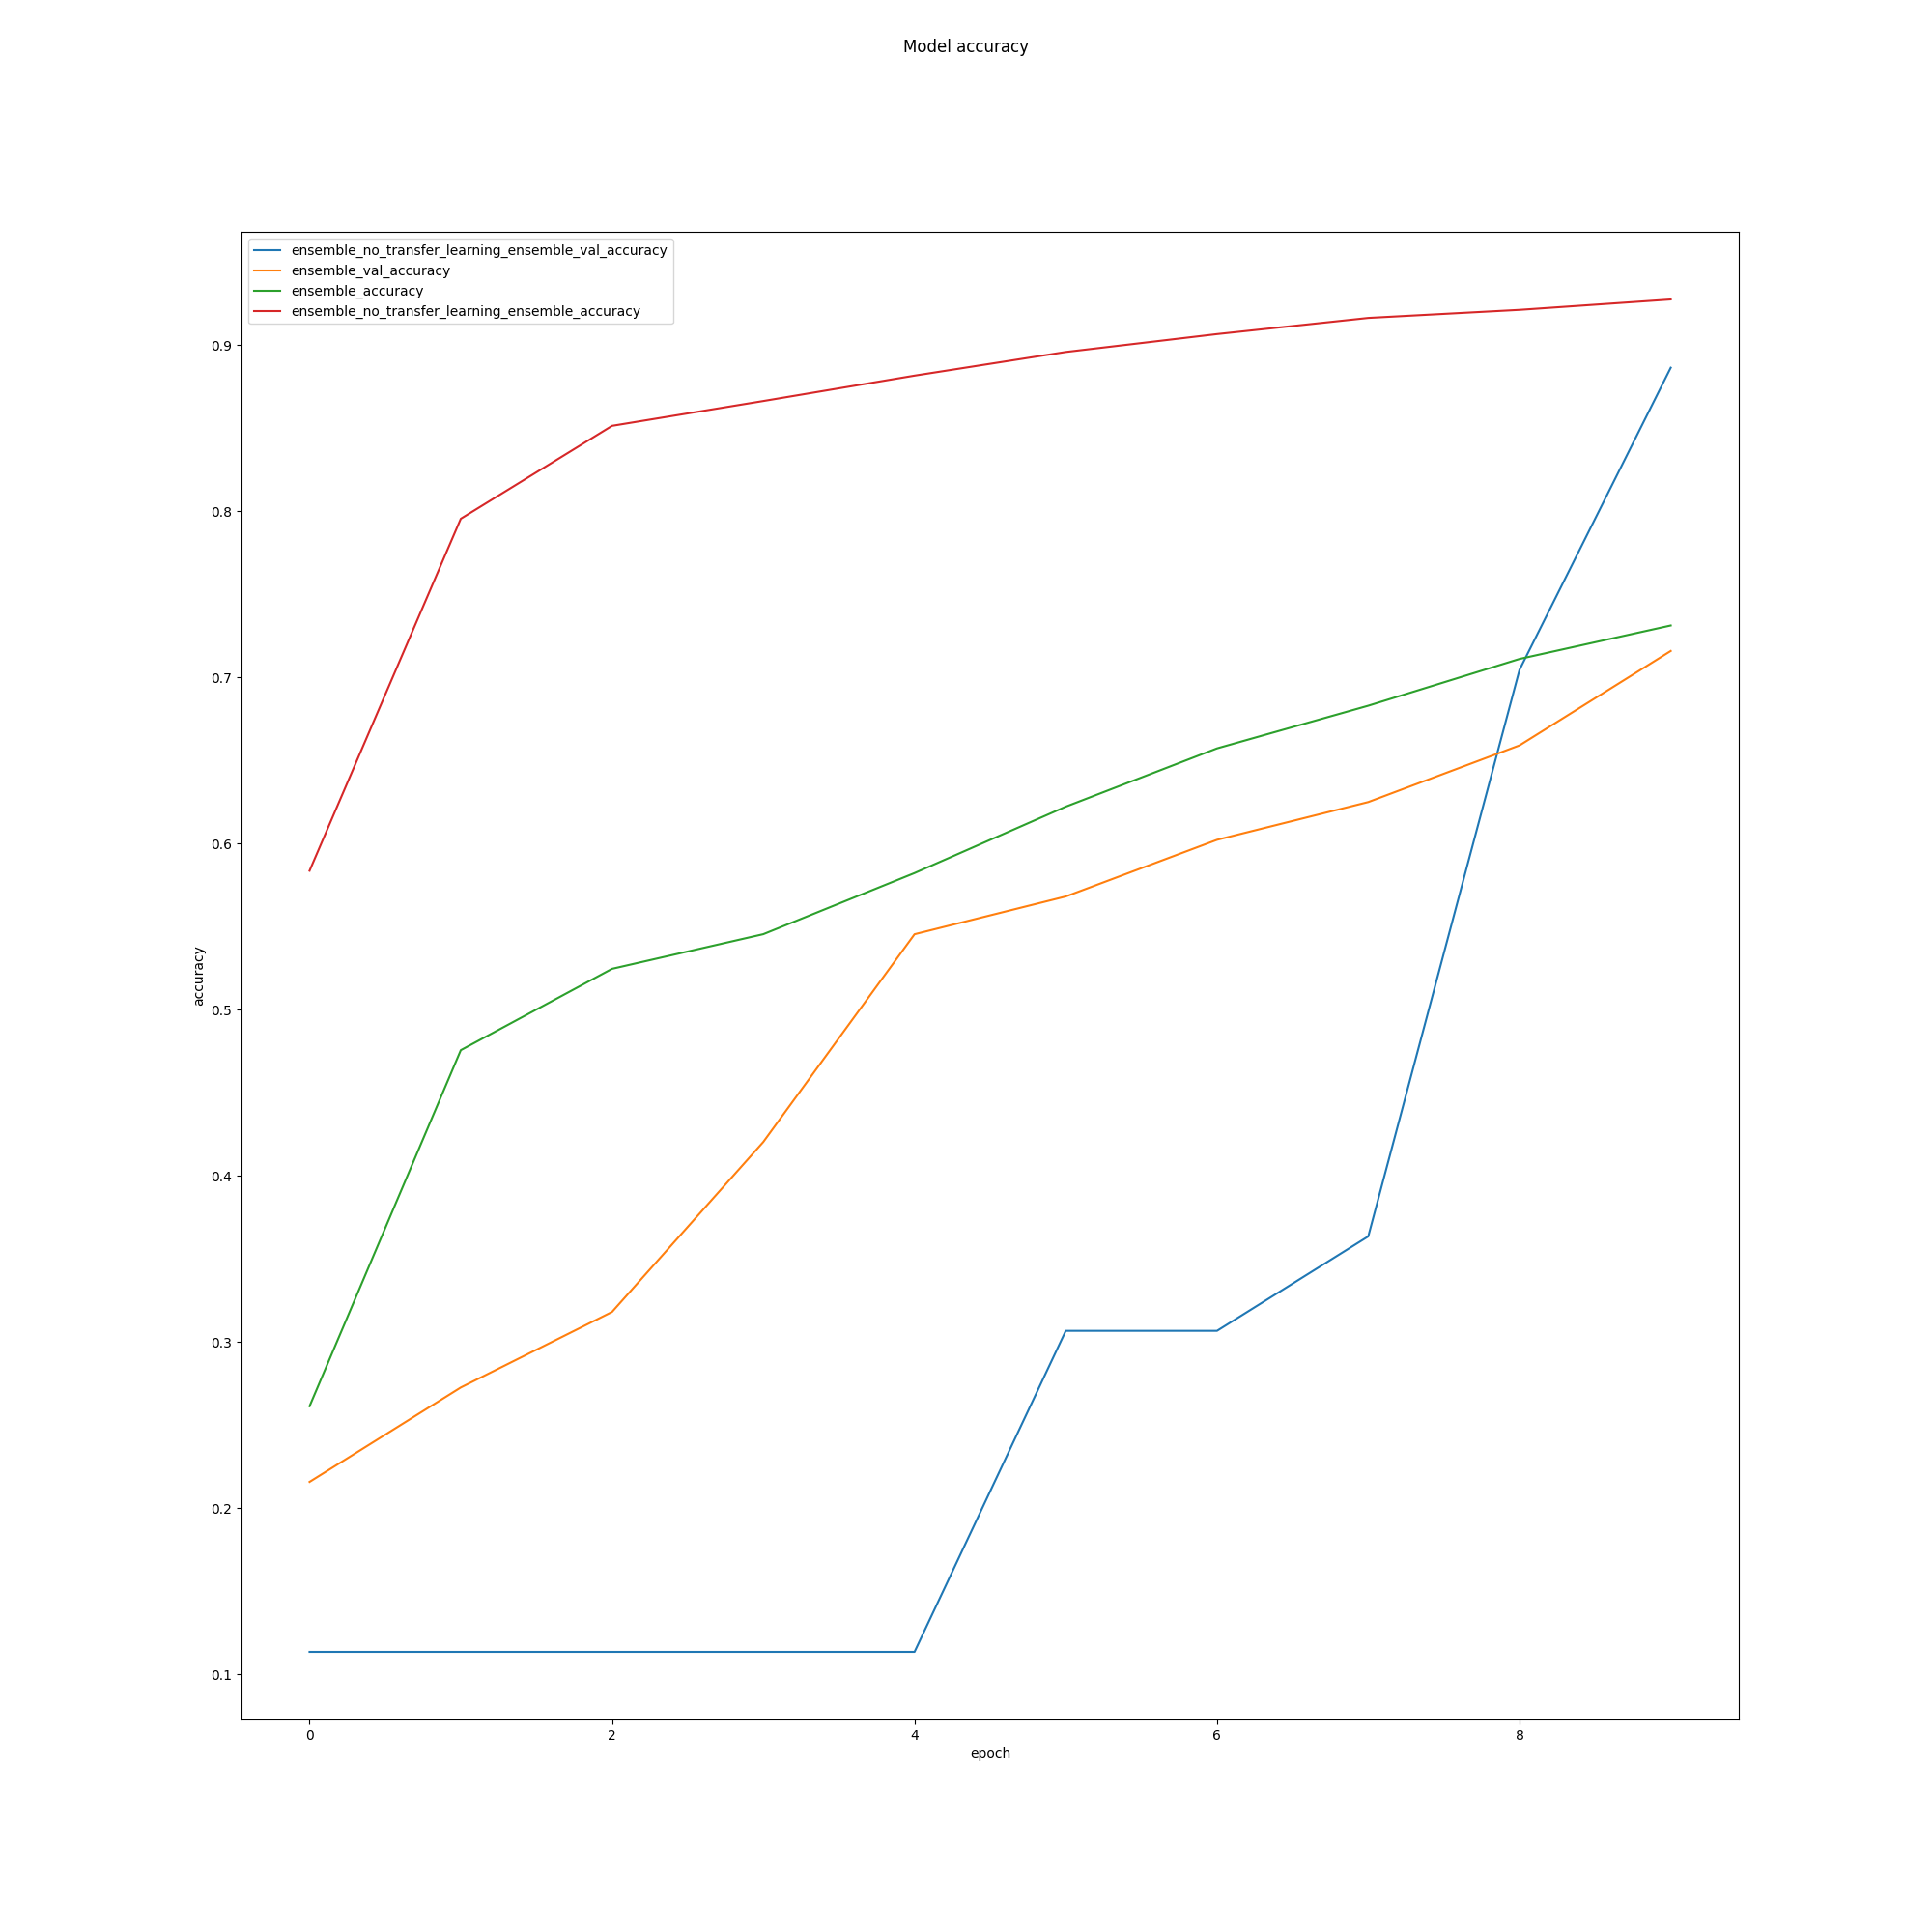 Model accuracy
ensemble_no_transfer_learning_ensemble_val_accuracy
ensemble_val_accuracy
ensemble_accuracy
ensemble_no_transfer_learning_ensemble_accuracy
0.9
0.8
0.7
0.6
0.5
0.4
0.3
0.2
0.1
accuracy
0 2 4 6 8
epoch